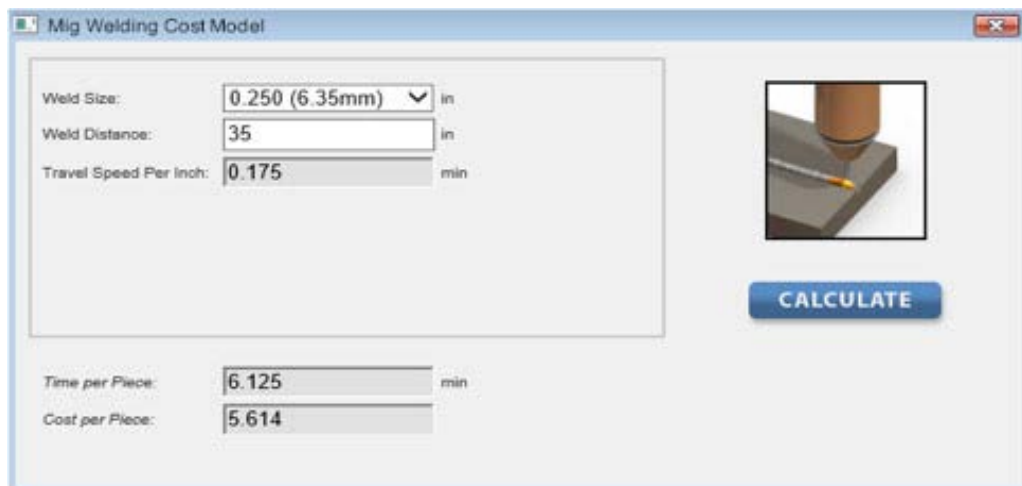 Mig Welding Cost Model
Weld Size: 0.250 (6.35mm) in
Weld Distance: 35 in
Travel Speed Per Inch: 0.175 min
CALCULATE
Time per Piece: 6.125 min
Cost per Piece: 5.614